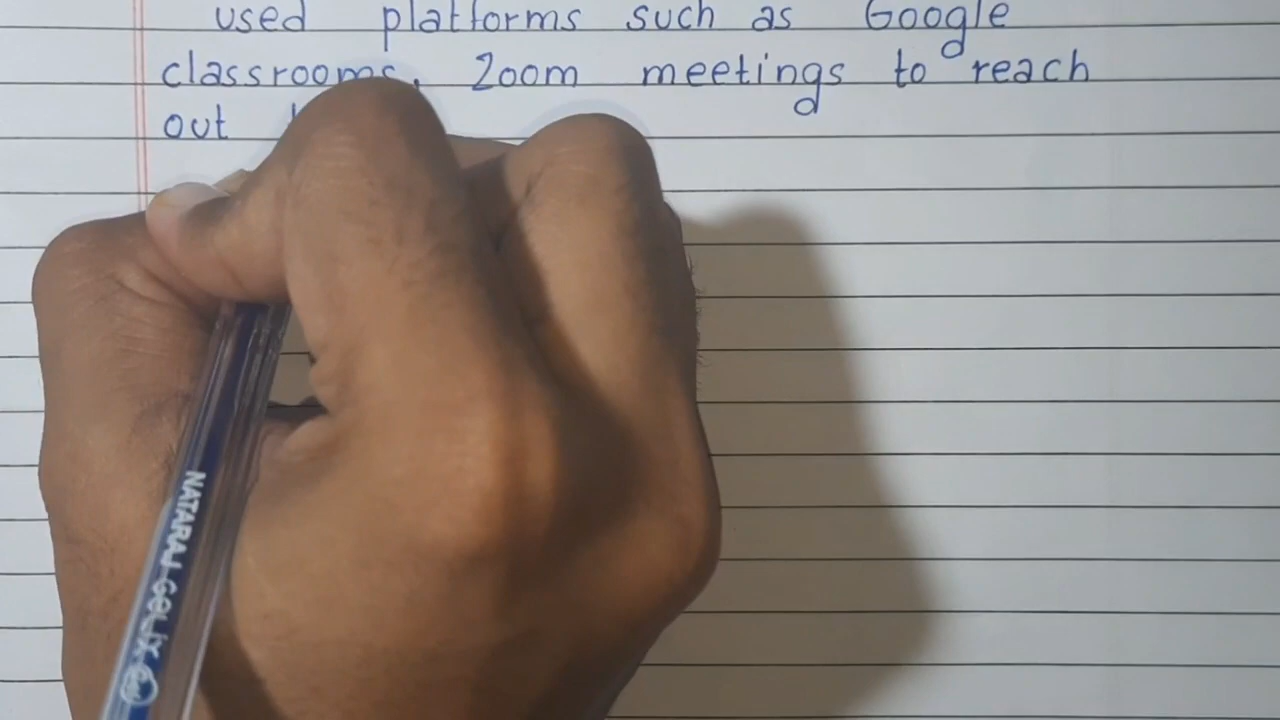 used platforms such as Google
classrooms, Zoom meetings to reach
out
NATARAJ GELIX